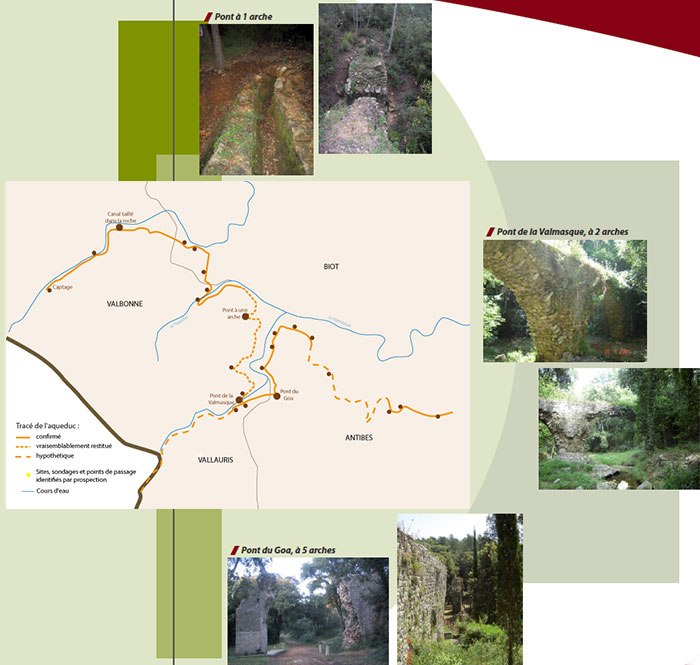 Pont à 1 arche
Pont de la Valmasque, à 2 arches
Canal taillé
dans la roche
Captage
VALBONNE
BIOT
Pont à une
arche
Pont de la
Valmasque
Pont du
Goa
VALLAURIS
ANTIBES
Tracé de l'aqueduc :
confirmé
vraisemblablement restitué
hypothétique
Sites, sondages et points de passage
identifiés par prospection
Cours d'eau
Pont du Goa, à 5 arches